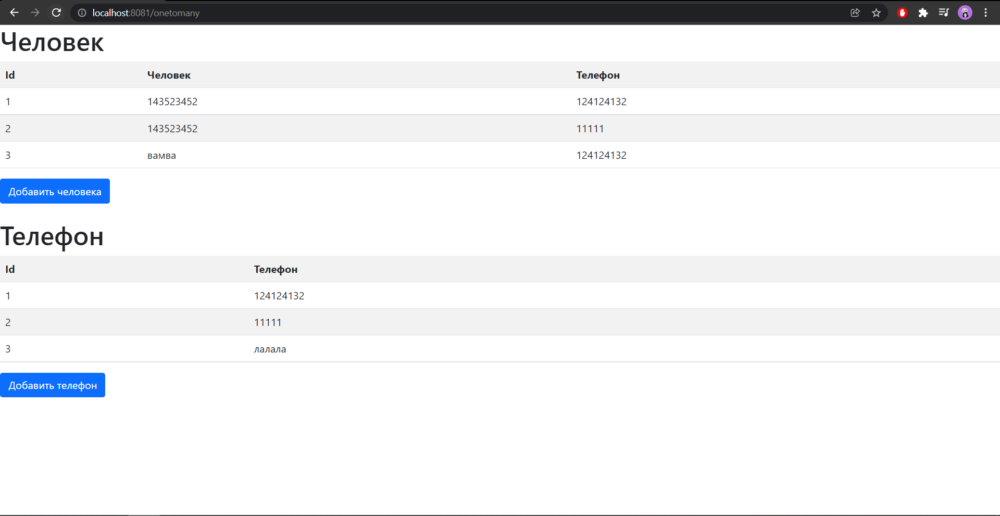 localhost:8081/onetomany
Человек
Id Человек Телефон
1 143523452 124124132
2 143523452 11111
3 вамва 124124132
Добавить человека
Телефон
Id Телефон
1 124124132
2 11111
3 лалала
Добавить телефон